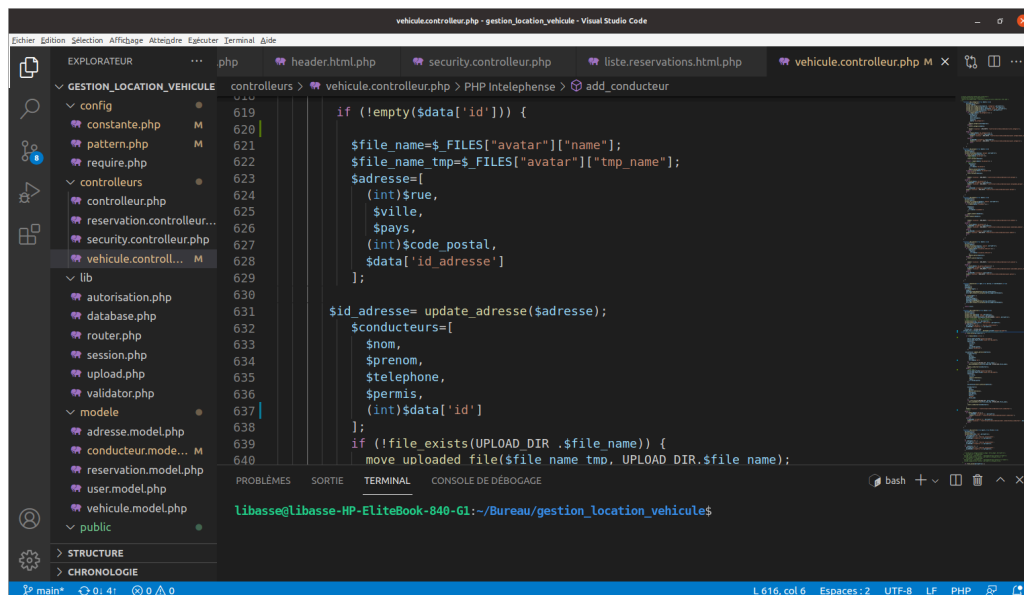 vehicule.controlleur.php - gestion_location_vehicule - Visual Studio Code
Fichier Edition Sélection Affichage Atteindre Exécuter Terminal Aide
EXPLORATEUR ···
.php header.html.php security.controlleur.php liste.reservations.html.php vehicule.controlleur.php M ···
GESTION_LOCATION_VEHICULE
controlleurs > vehicule.controlleur.php > PHP Intelephense > add_conducteur
config
constante.php M
pattern.php M
require.php
controlleurs
controlleur.php
reservation.controlleur...
security.controlleur.php
vehicule.controll... M
lib
autorisation.php
database.php
router.php
session.php
upload.php
validator.php
modele
adresse.model.php
conducteur.mode... M
reservation.model.php
user.model.php
vehicule.model.php
public
STRUCTURE
CHRONOLOGIE
8
618
619 if (!empty($data['id'])) {
620
621 $file_name=$_FILES["avatar"]["name"];
622 $file_name_tmp=$_FILES["avatar"]["tmp_name"];
623 $adresse=[
624 (int)$rue,
625 $ville,
626 $pays,
627 (int)$code_postal,
628 $data['id_adresse']
629 ];
630
631 $id_adresse= update_adresse($adresse);
632 $conducteurs=[
633 $nom,
634 $prenom,
635 $telephone,
636 $permis,
637 (int)$data['id']
638 ];
639 if (!file_exists(UPLOAD_DIR .$file_name)) {
640 move_uploaded_file($file_name_tmp, UPLOAD_DIR.$file_name);
PROBLÈMES SORTIE TERMINAL CONSOLE DE DÉBOGAGE bash
libasse@libasse-HP-EliteBook-840-G1:~/Bureau/gestion_location_vehicule$
main* 0↓ 4↑ 0 0 L 616, col 6 Espaces : 2 UTF-8 LF PHP